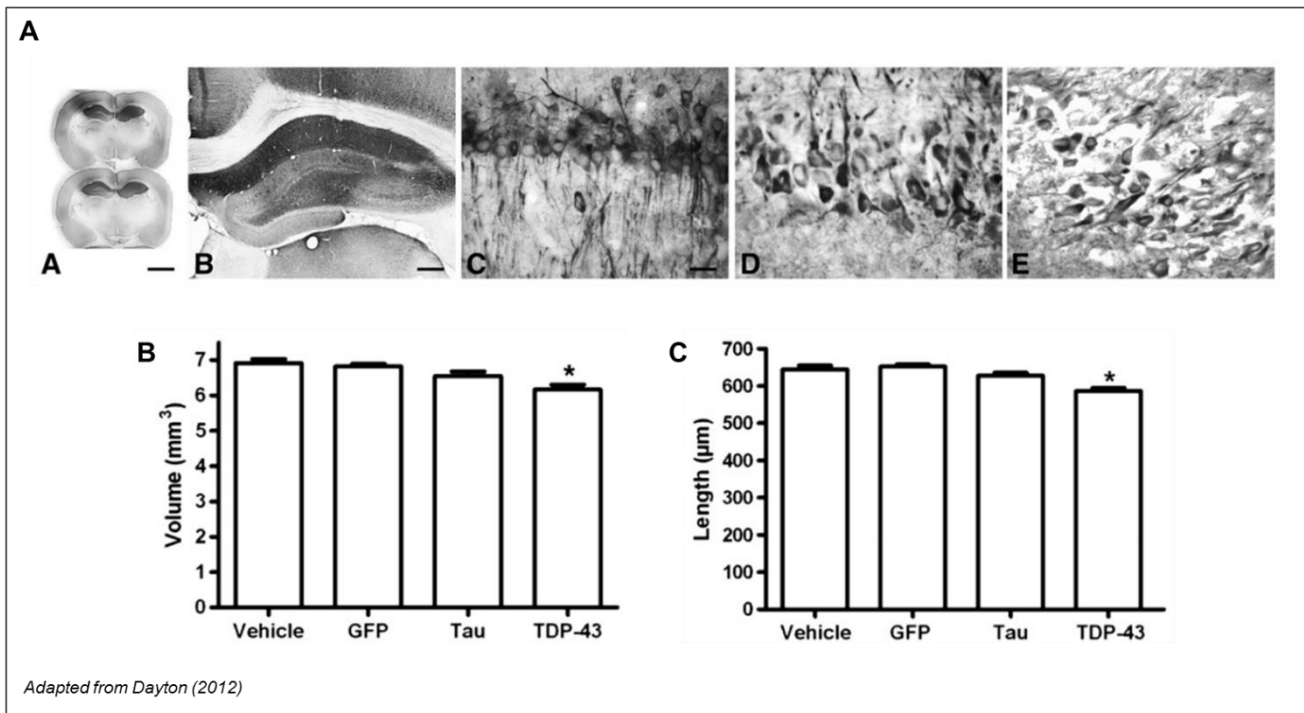 A
A B C D E
B
Volume (mm³)
7
6
5
4
3
2
1
0
*
Vehicle GFP Tau TDP-43
C
Length (µm)
700
600
500
400
300
200
100
0
*
Vehicle GFP Tau TDP-43
Adapted from Dayton (2012)